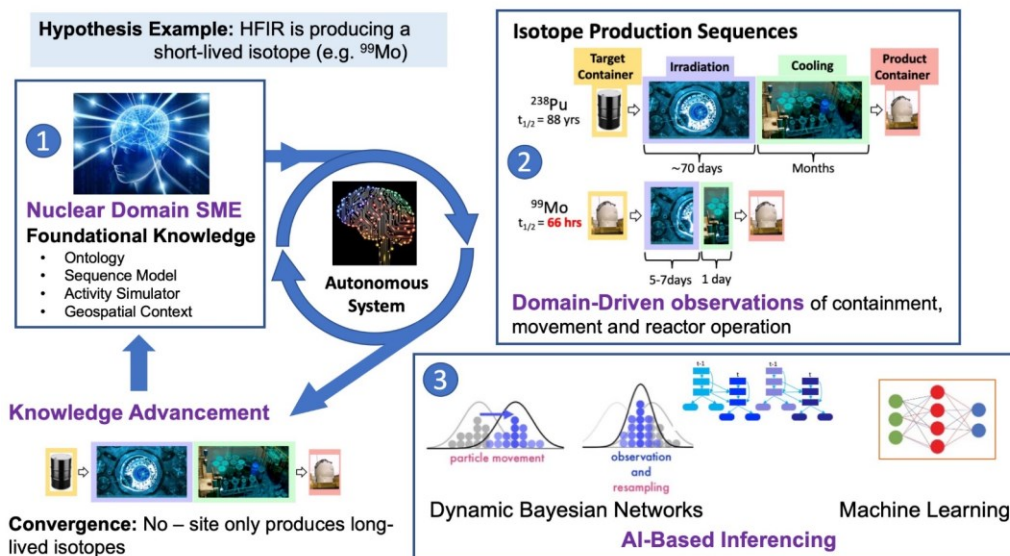 Hypothesis Example: HFIR is producing a
short-lived isotope (e.g. ⁹⁹Mo)
1
Nuclear Domain SME
Foundational Knowledge
• Ontology
• Sequence Model
• Activity Simulator
• Geospatial Context
Autonomous
System
Isotope Production Sequences
Target
Container
Irradiation
Cooling
Product
Container
²³⁸Pu
t₁/₂ = 88 yrs
~70 days
Months
2
⁹⁹Mo
t₁/₂ = 66 hrs
5-7days
1 day
Domain-Driven observations of containment,
movement and reactor operation
Knowledge Advancement
Convergence: No – site only produces long-
lived isotopes
3
particle movement
observation
and
resampling
t-1
t
t-1
t
Dynamic Bayesian Networks
Machine Learning
AI-Based Inferencing